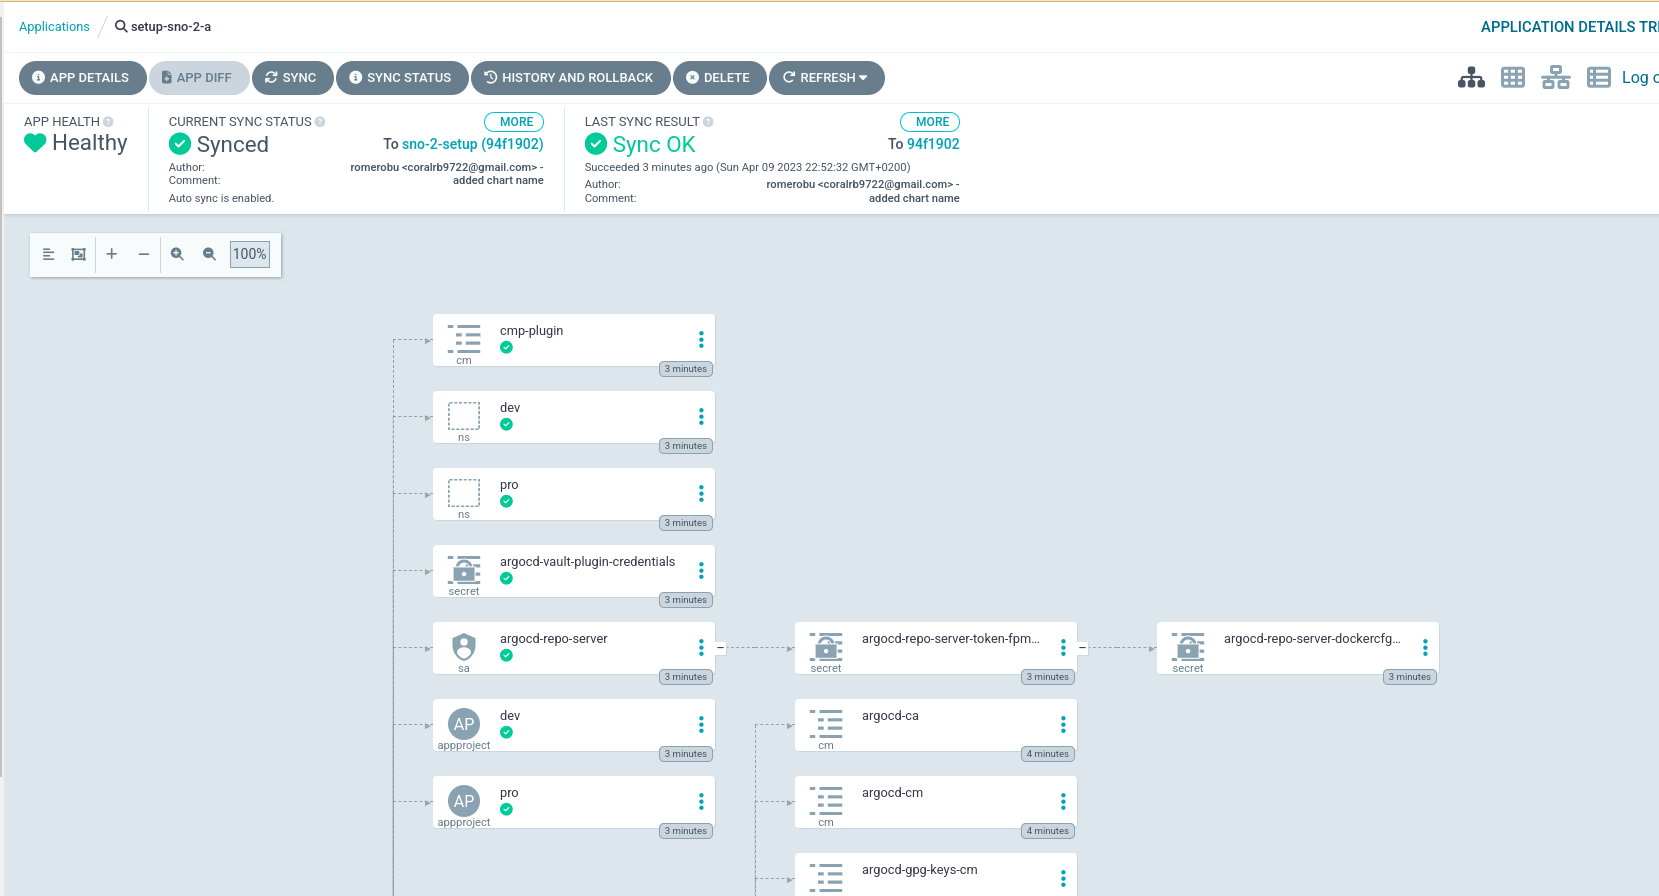 Applications / setup-sno-2-a
APPLICATION DETAILS TRE
APP DETAILS APP DIFF SYNC SYNC STATUS HISTORY AND ROLLBACK DELETE REFRESH
Log o
APP HEALTH
Healthy
CURRENT SYNC STATUS MORE
Synced To sno-2-setup (94f1902)
Author: romerobu <coralrb9722@gmail.com> -
Comment: added chart name
Auto sync is enabled.
LAST SYNC RESULT MORE
Sync OK To 94f1902
Succeeded 3 minutes ago (Sun Apr 09 2023 22:52:32 GMT+0200)
Author: romerobu <coralrb9722@gmail.com> -
Comment: added chart name
100%
cmp-plugin
cm
3 minutes
dev
ns
3 minutes
pro
ns
3 minutes
argocd-vault-plugin-credentials
secret
3 minutes
argocd-repo-server
sa
3 minutes
argocd-repo-server-token-fpm...
secret
3 minutes
argocd-repo-server-dockercfg...
secret
3 minutes
dev
AP
appproject
3 minutes
argocd-ca
cm
4 minutes
pro
AP
appproject
3 minutes
argocd-cm
cm
4 minutes
argocd-gpg-keys-cm